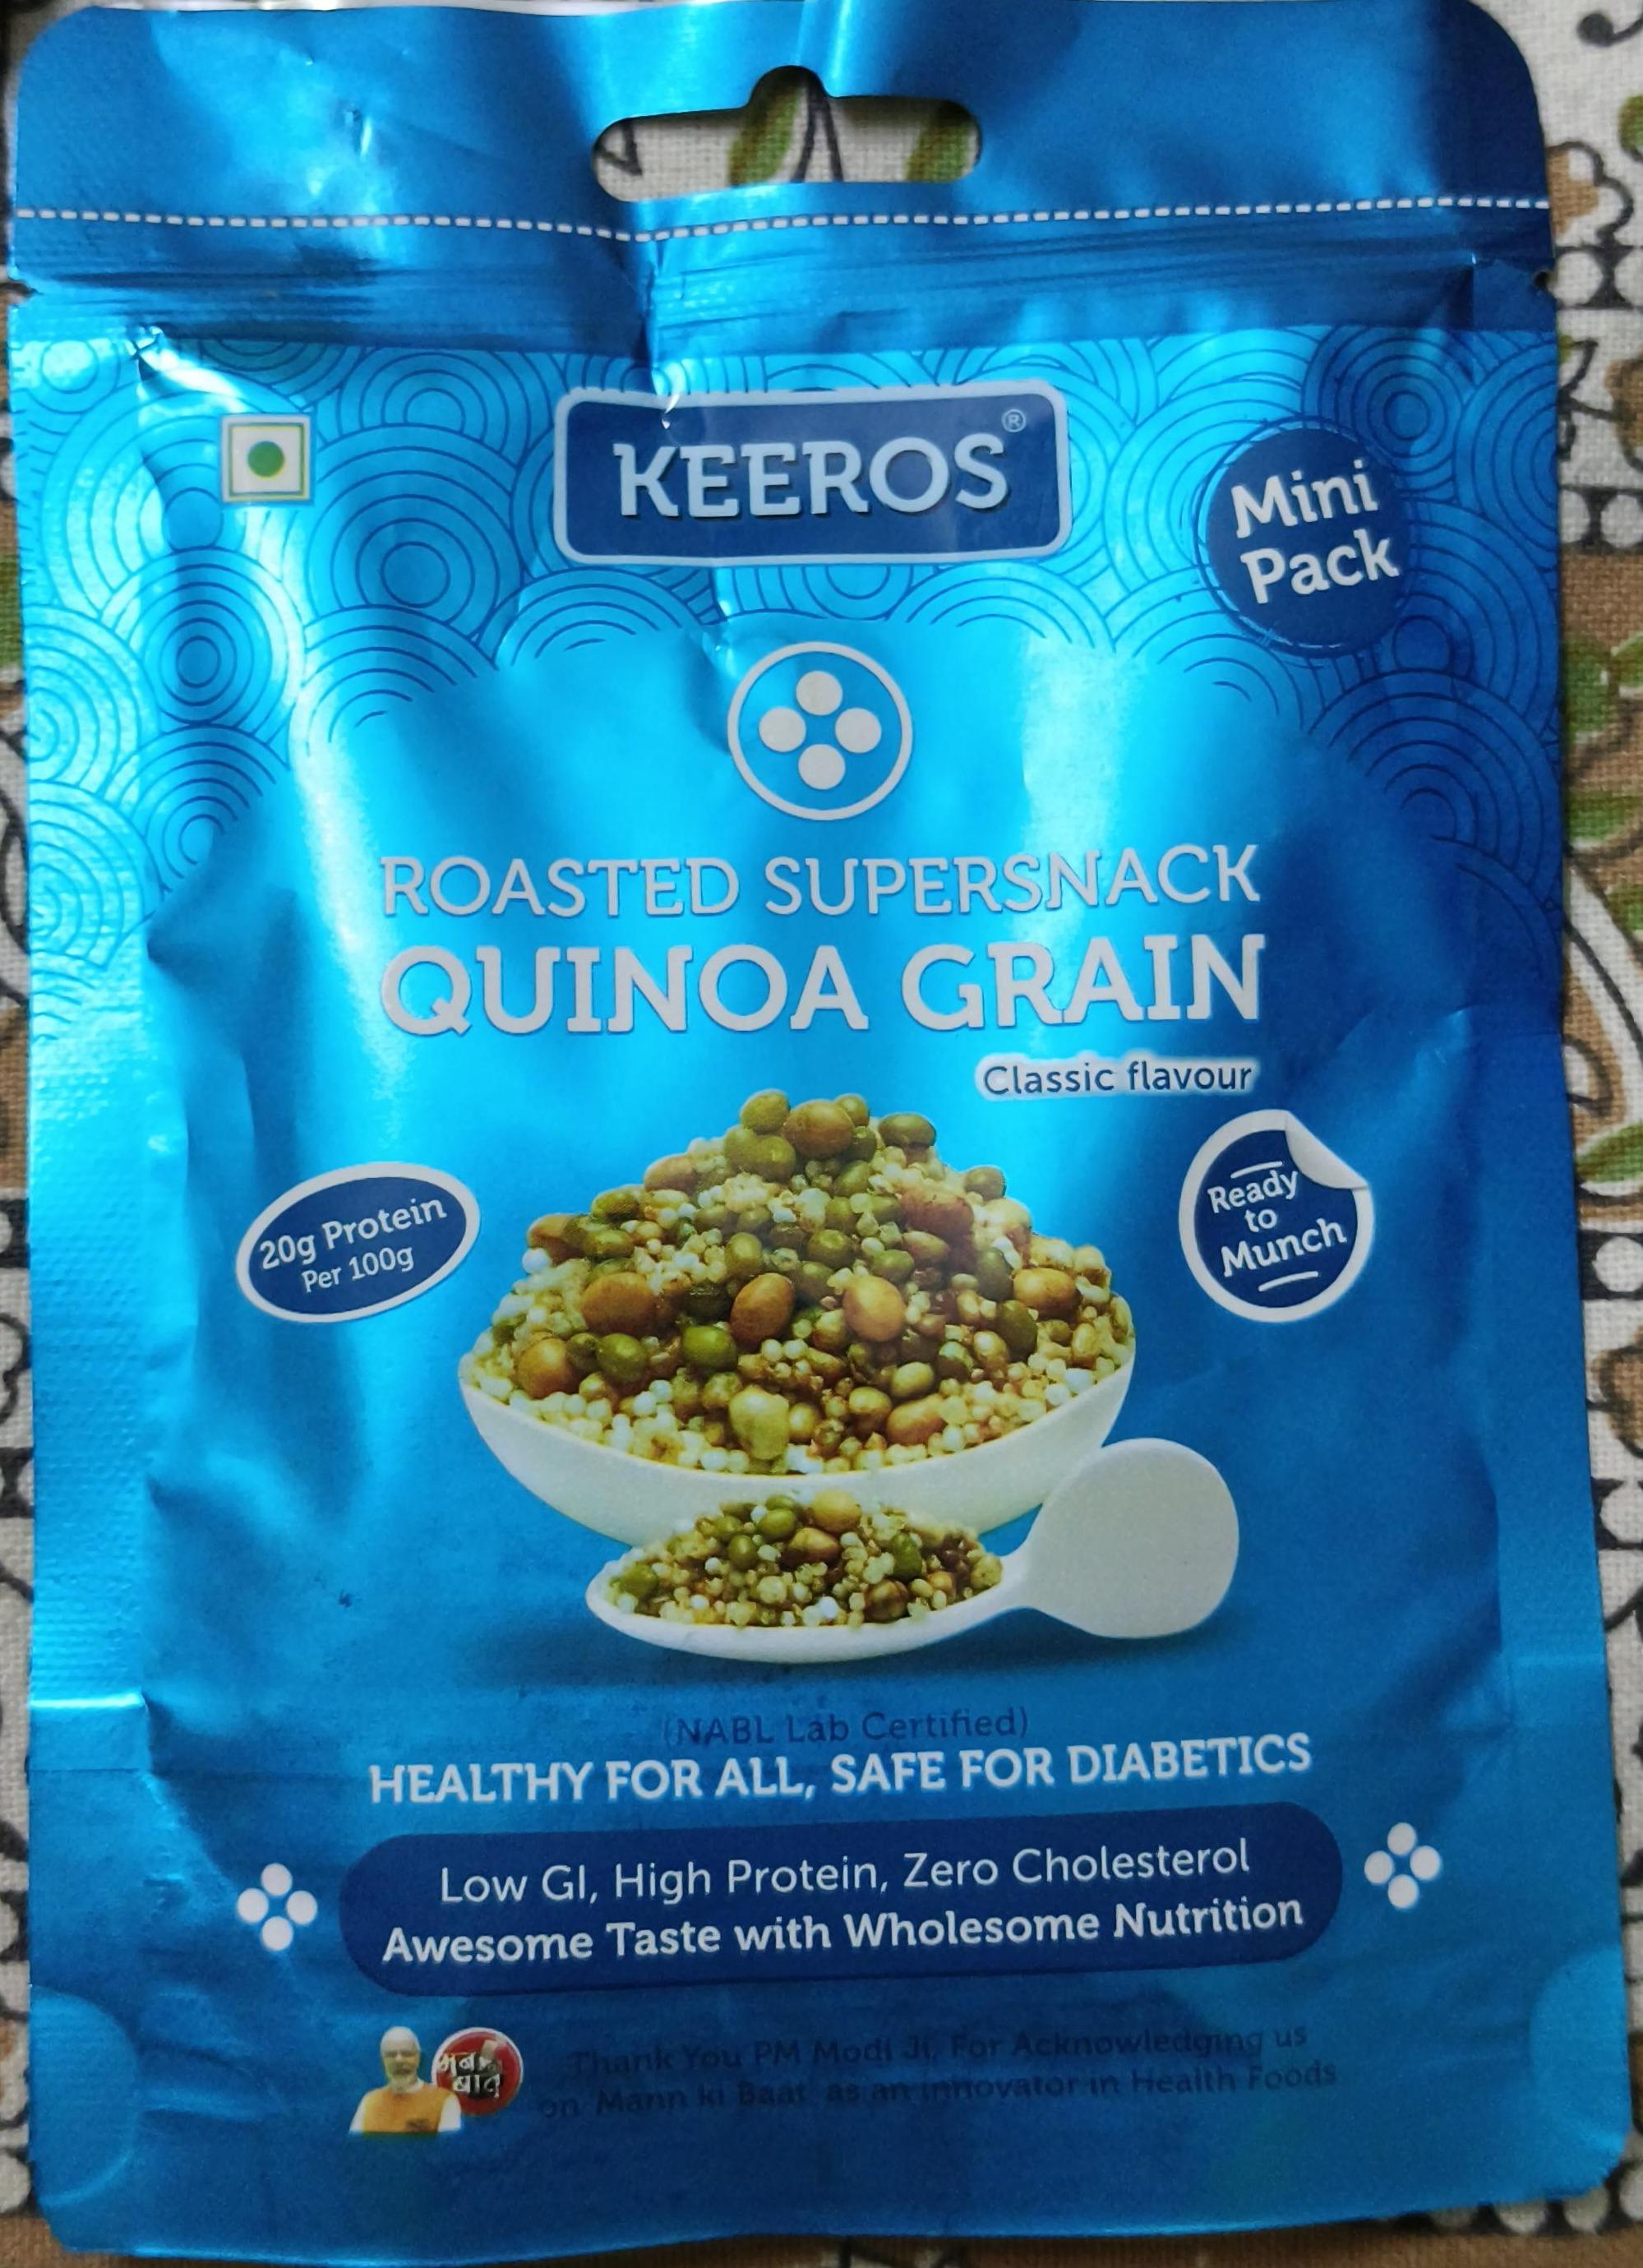 KEEROS®
Mini
Pack
ROASTED SUPERSNACK
QUINOA GRAIN
Classic flavour
20g Protein
Per 100g
Ready
to
Munch
(NABL Lab Certified)
HEALTHY FOR ALL, SAFE FOR DIABETICS
Low GI, High Protein, Zero Cholesterol
Awesome Taste with Wholesome Nutrition
मन
बात
Thank You PM Modi Ji, For Acknowledging us
on Mann ki Baat, as an innovator in Health Foods